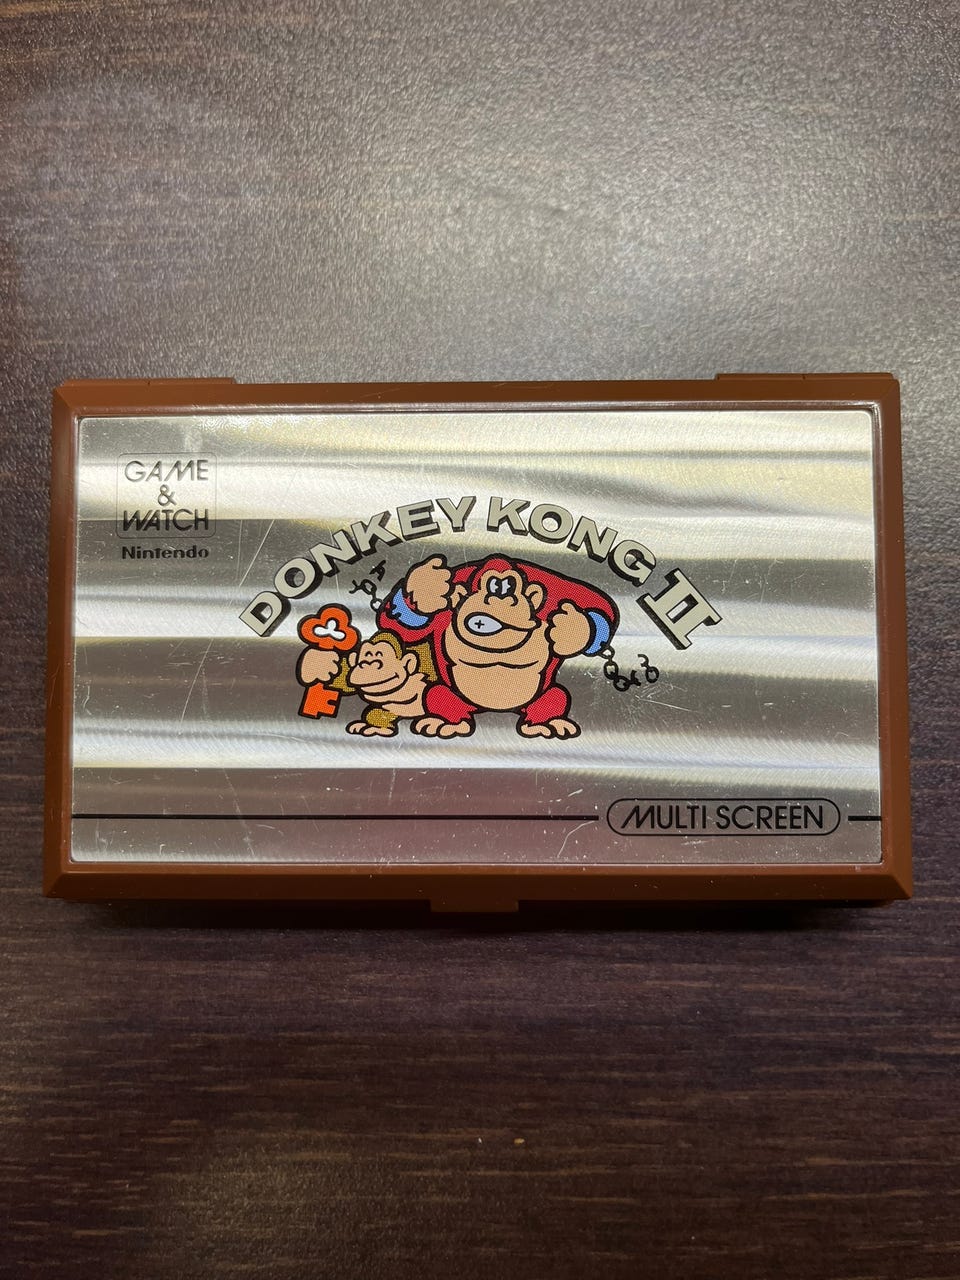 GAME
&
WATCH
Nintendo
DONKEY KONG II
MULTI SCREEN